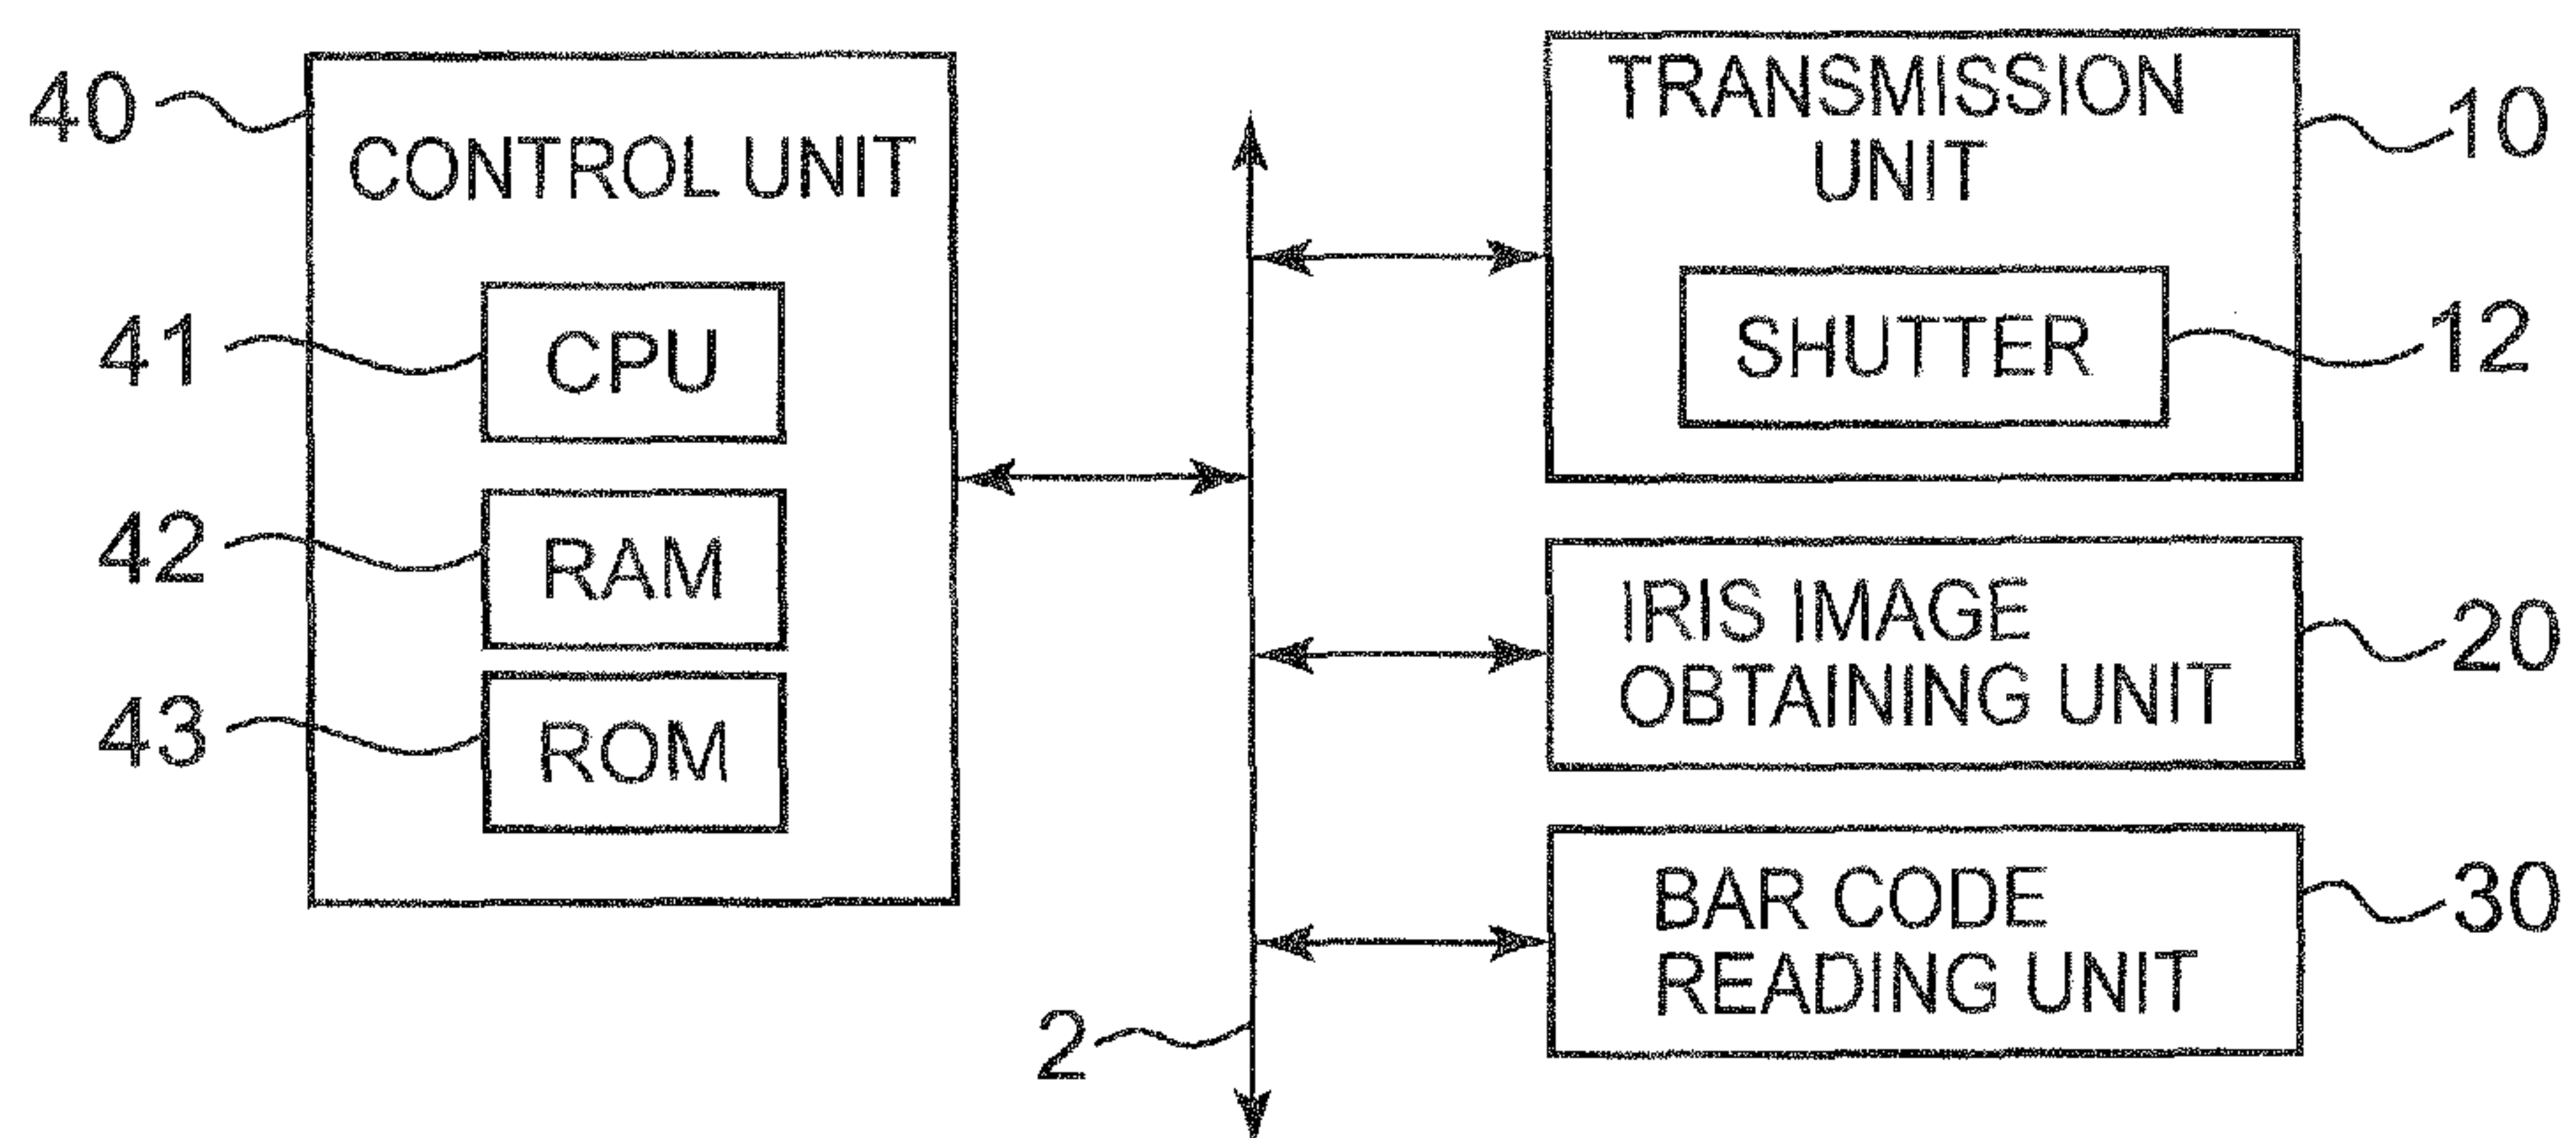 40
CONTROL UNIT
41
CPU
42
RAM
43
ROM
2
TRANSMISSION
UNIT
10
SHUTTER
12
IRIS IMAGE
OBTAINING UNIT
20
BAR CODE
READING UNIT
30